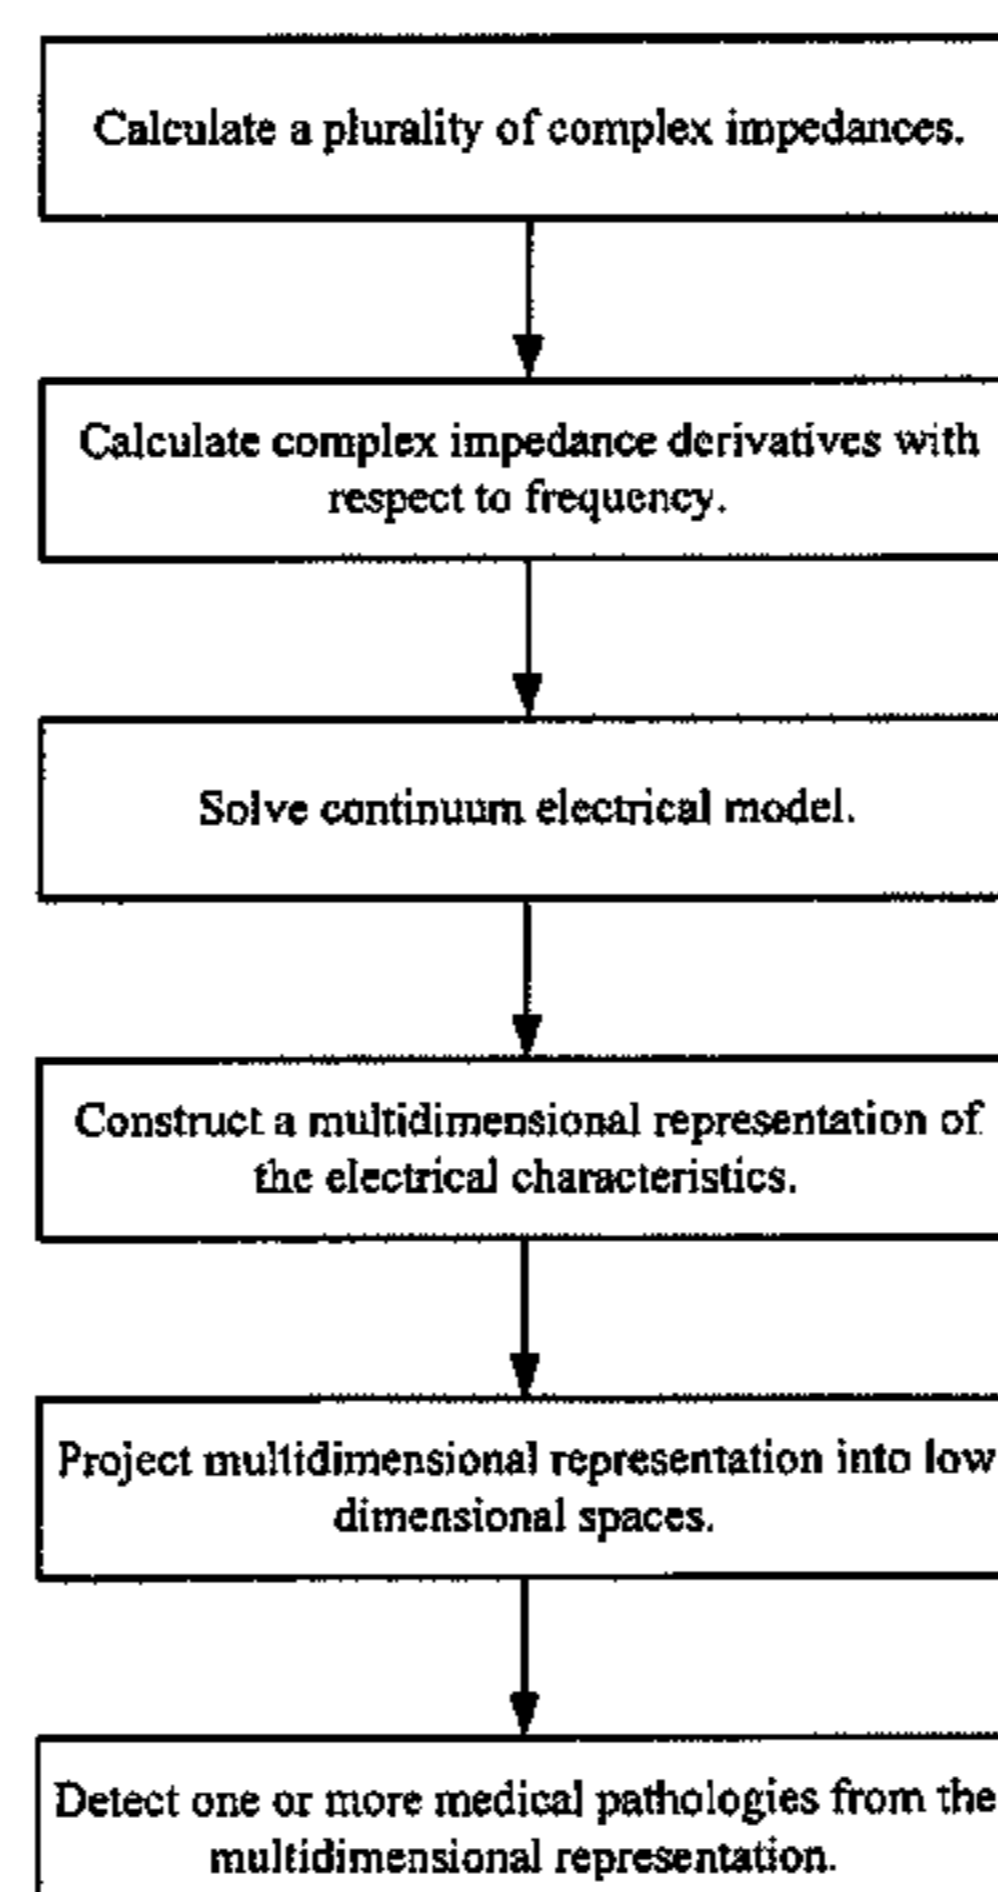 Calculate a plurality of complex impedances.
Calculate complex impedance derivatives with
respect to frequency.
Solve continuum electrical model.
Construct a multidimensional representation of
the electrical characteristics.
Project multidimensional representation into low
dimensional spaces.
Detect one or more medical pathologies from the
multidimensional representation.